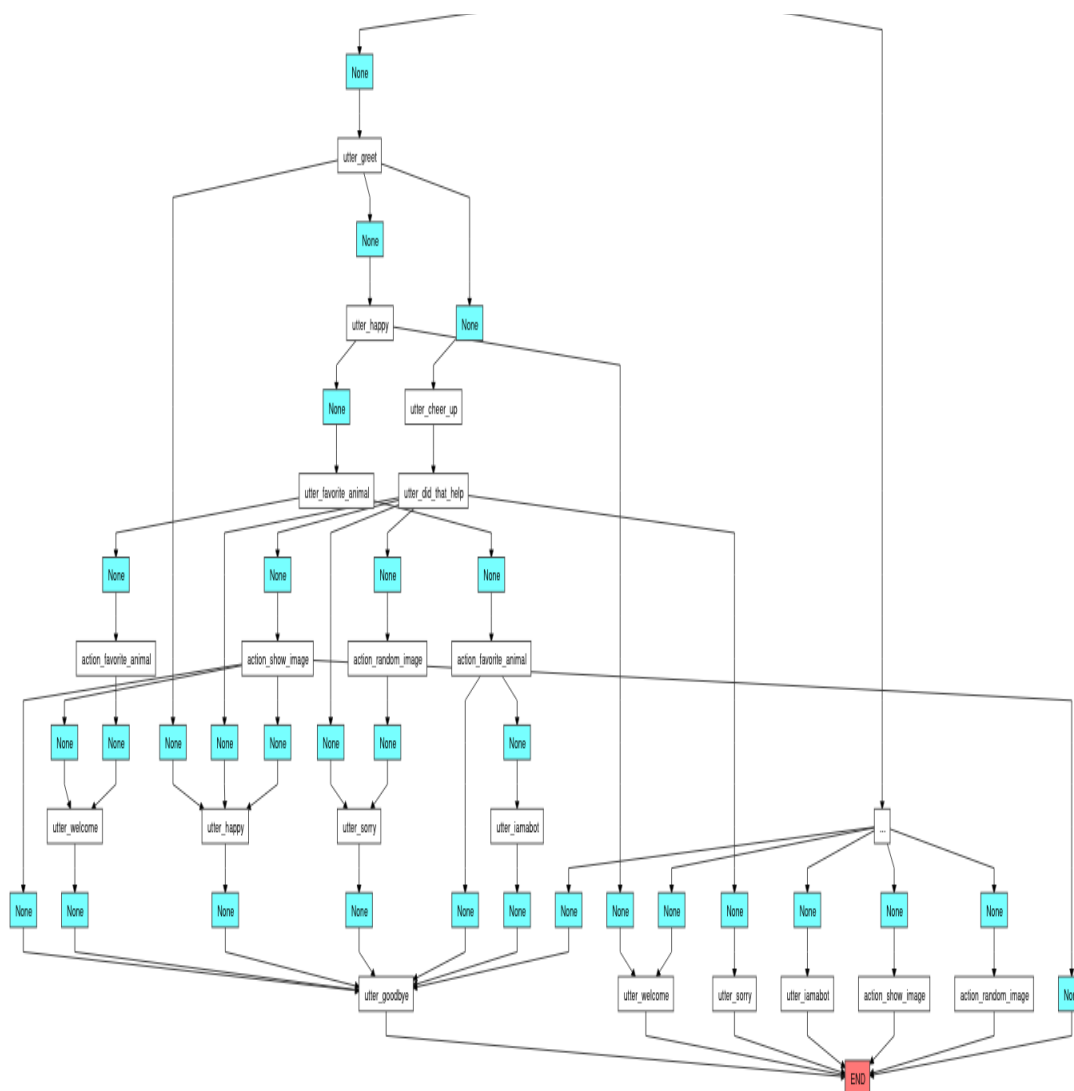 None
utter_greet
None
utter_happy
None
None
utter_cheer_up
utter_favorite_animal
utter_did_that_help
None
None
None
None
action_favorite_animal
action_show_image
action_random_image
action_favorite_animal
None
None
None
None
None
None
None
None
utter_welcome
utter_happy
utter_sorry
utter_iamabot
...
None
None
None
None
None
None
None
None
None
None
None
None
None
utter_goodbye
utter_welcome
utter_sorry
utter_iamabot
action_show_image
action_random_image
END